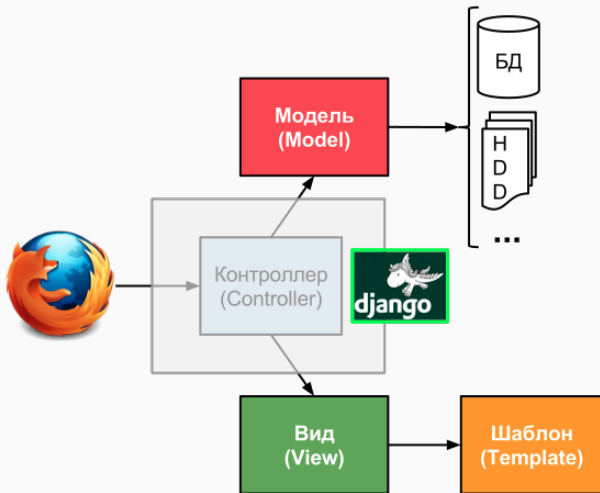 БД
Модель
(Model)
H
D
D
...
Контроллер
(Controller)
django
Вид
(View)
Шаблон
(Template)